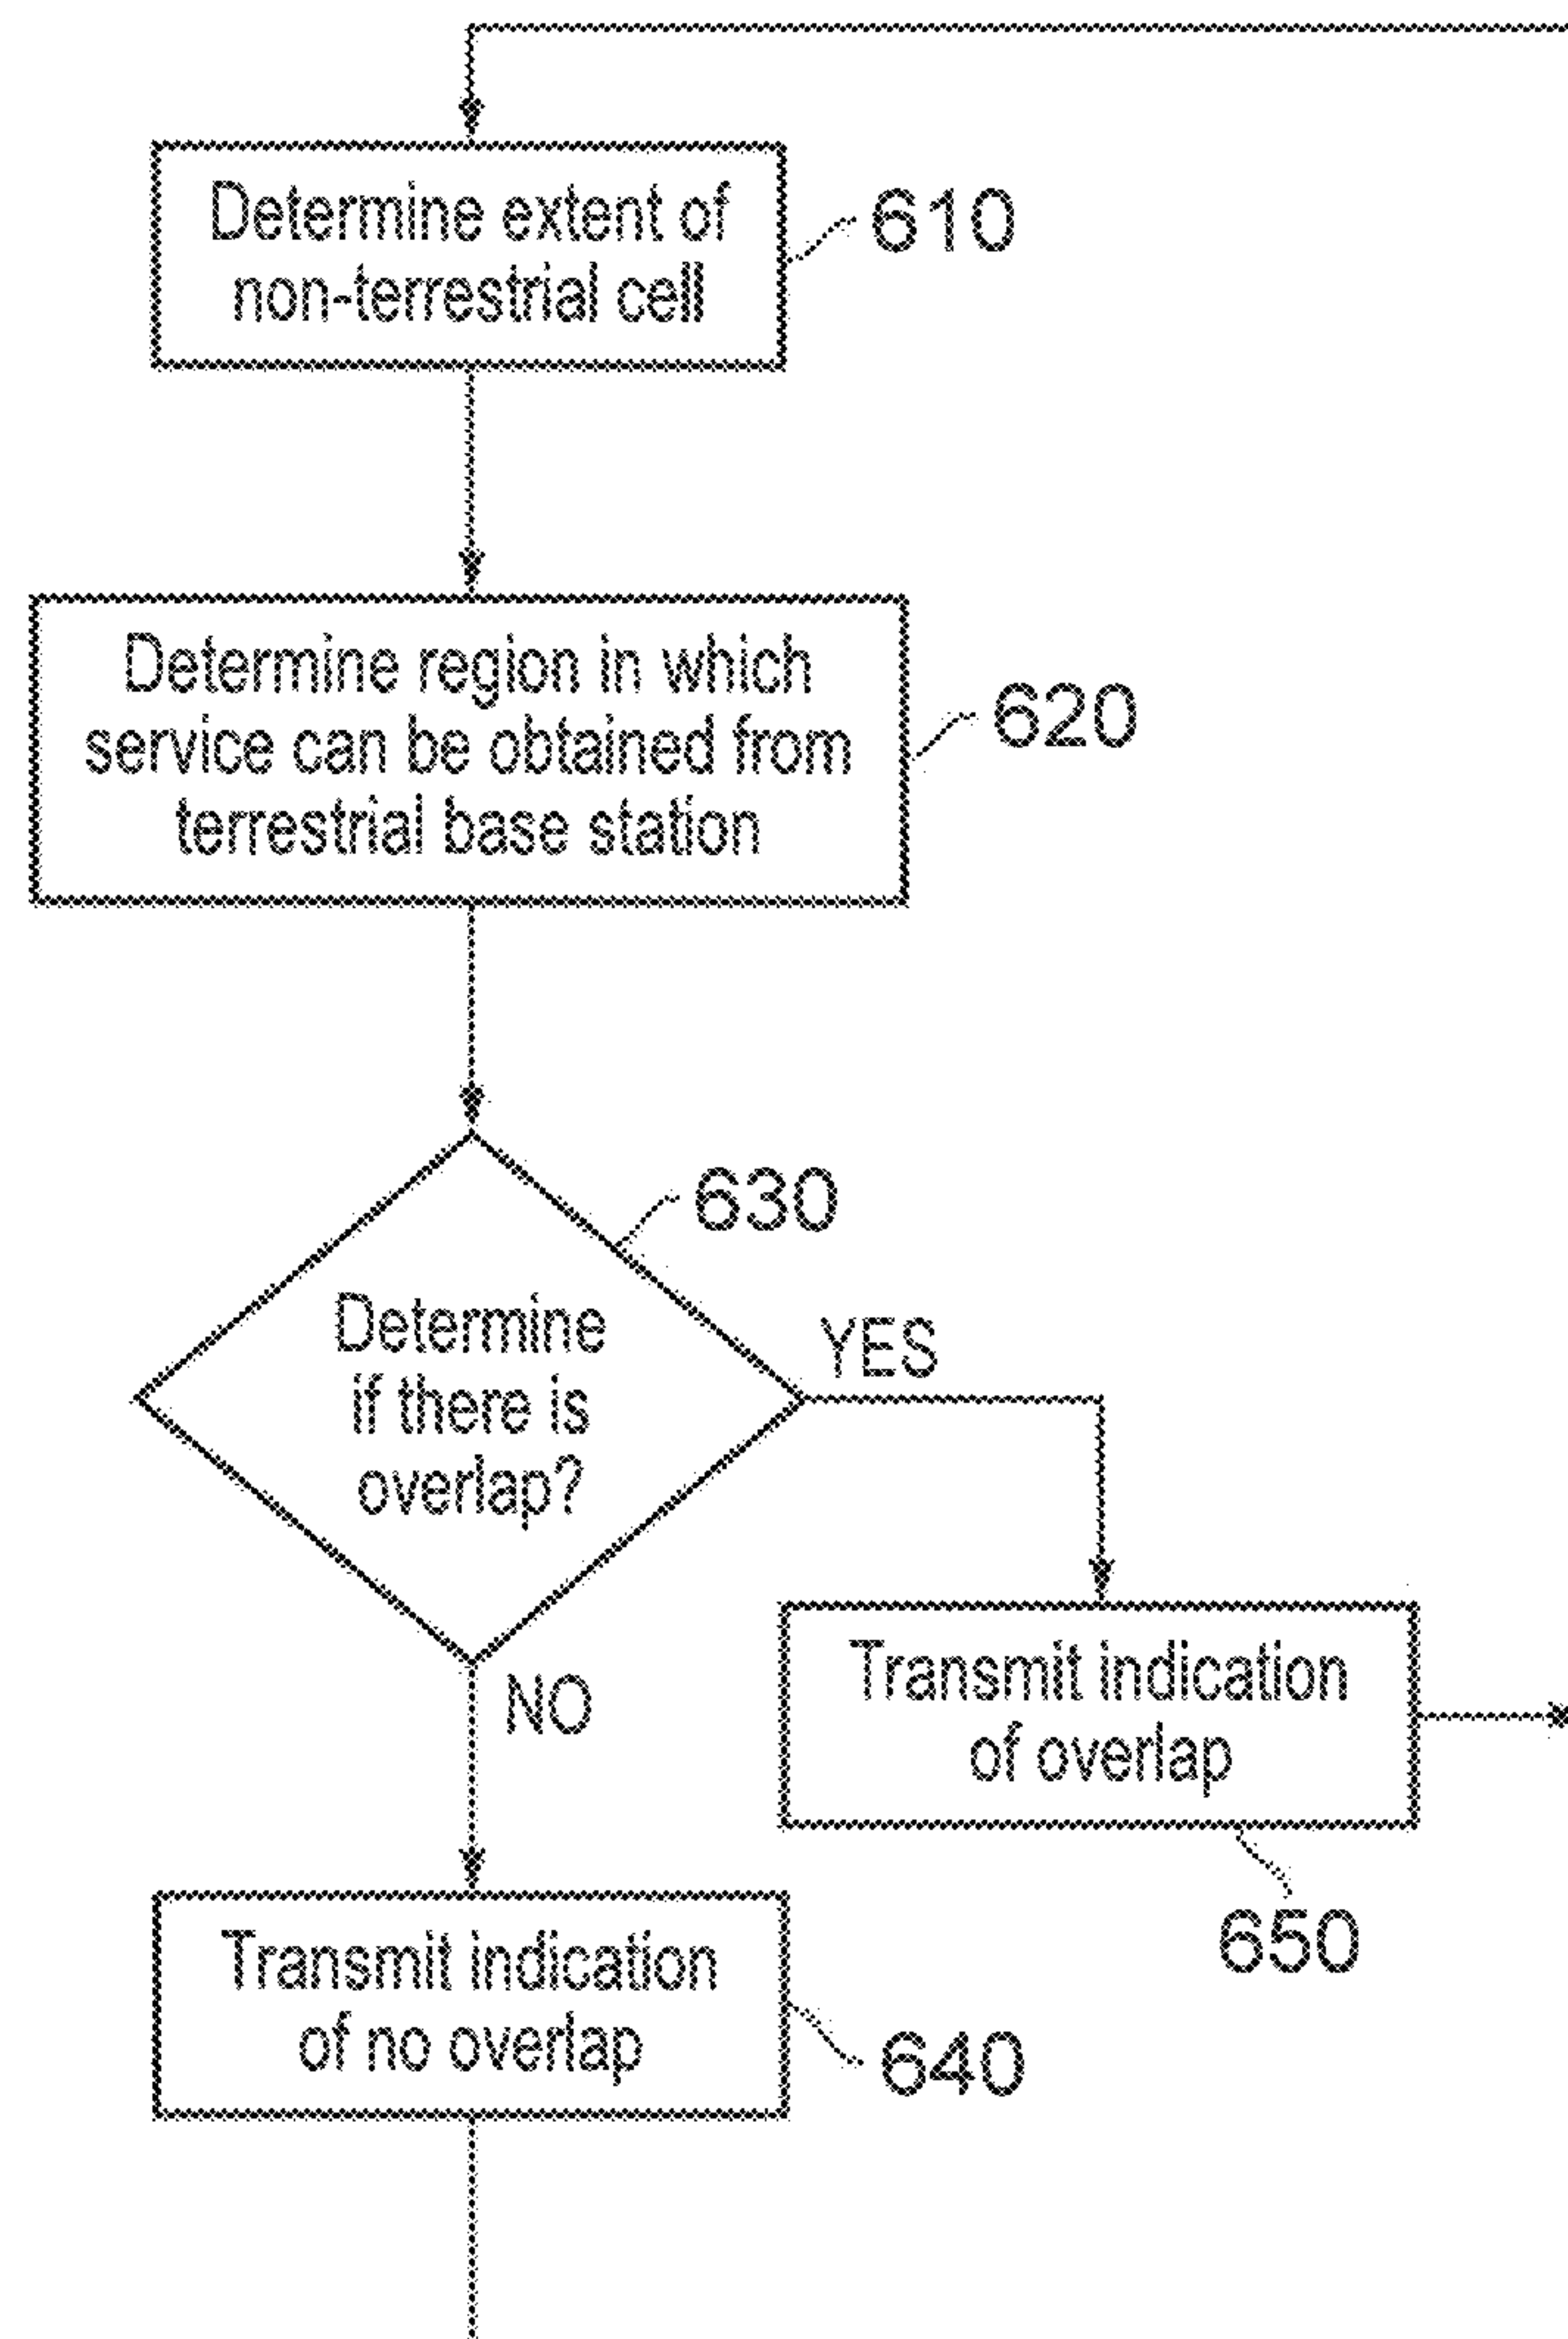 Determine extent of
non-terrestrial cell
610
Determine region in which
service can be obtained from
terrestrial base station
620
630
Determine
if there is
overlap?
YES
NO
Transmit indication
of overlap
650
Transmit indication
of no overlap
640